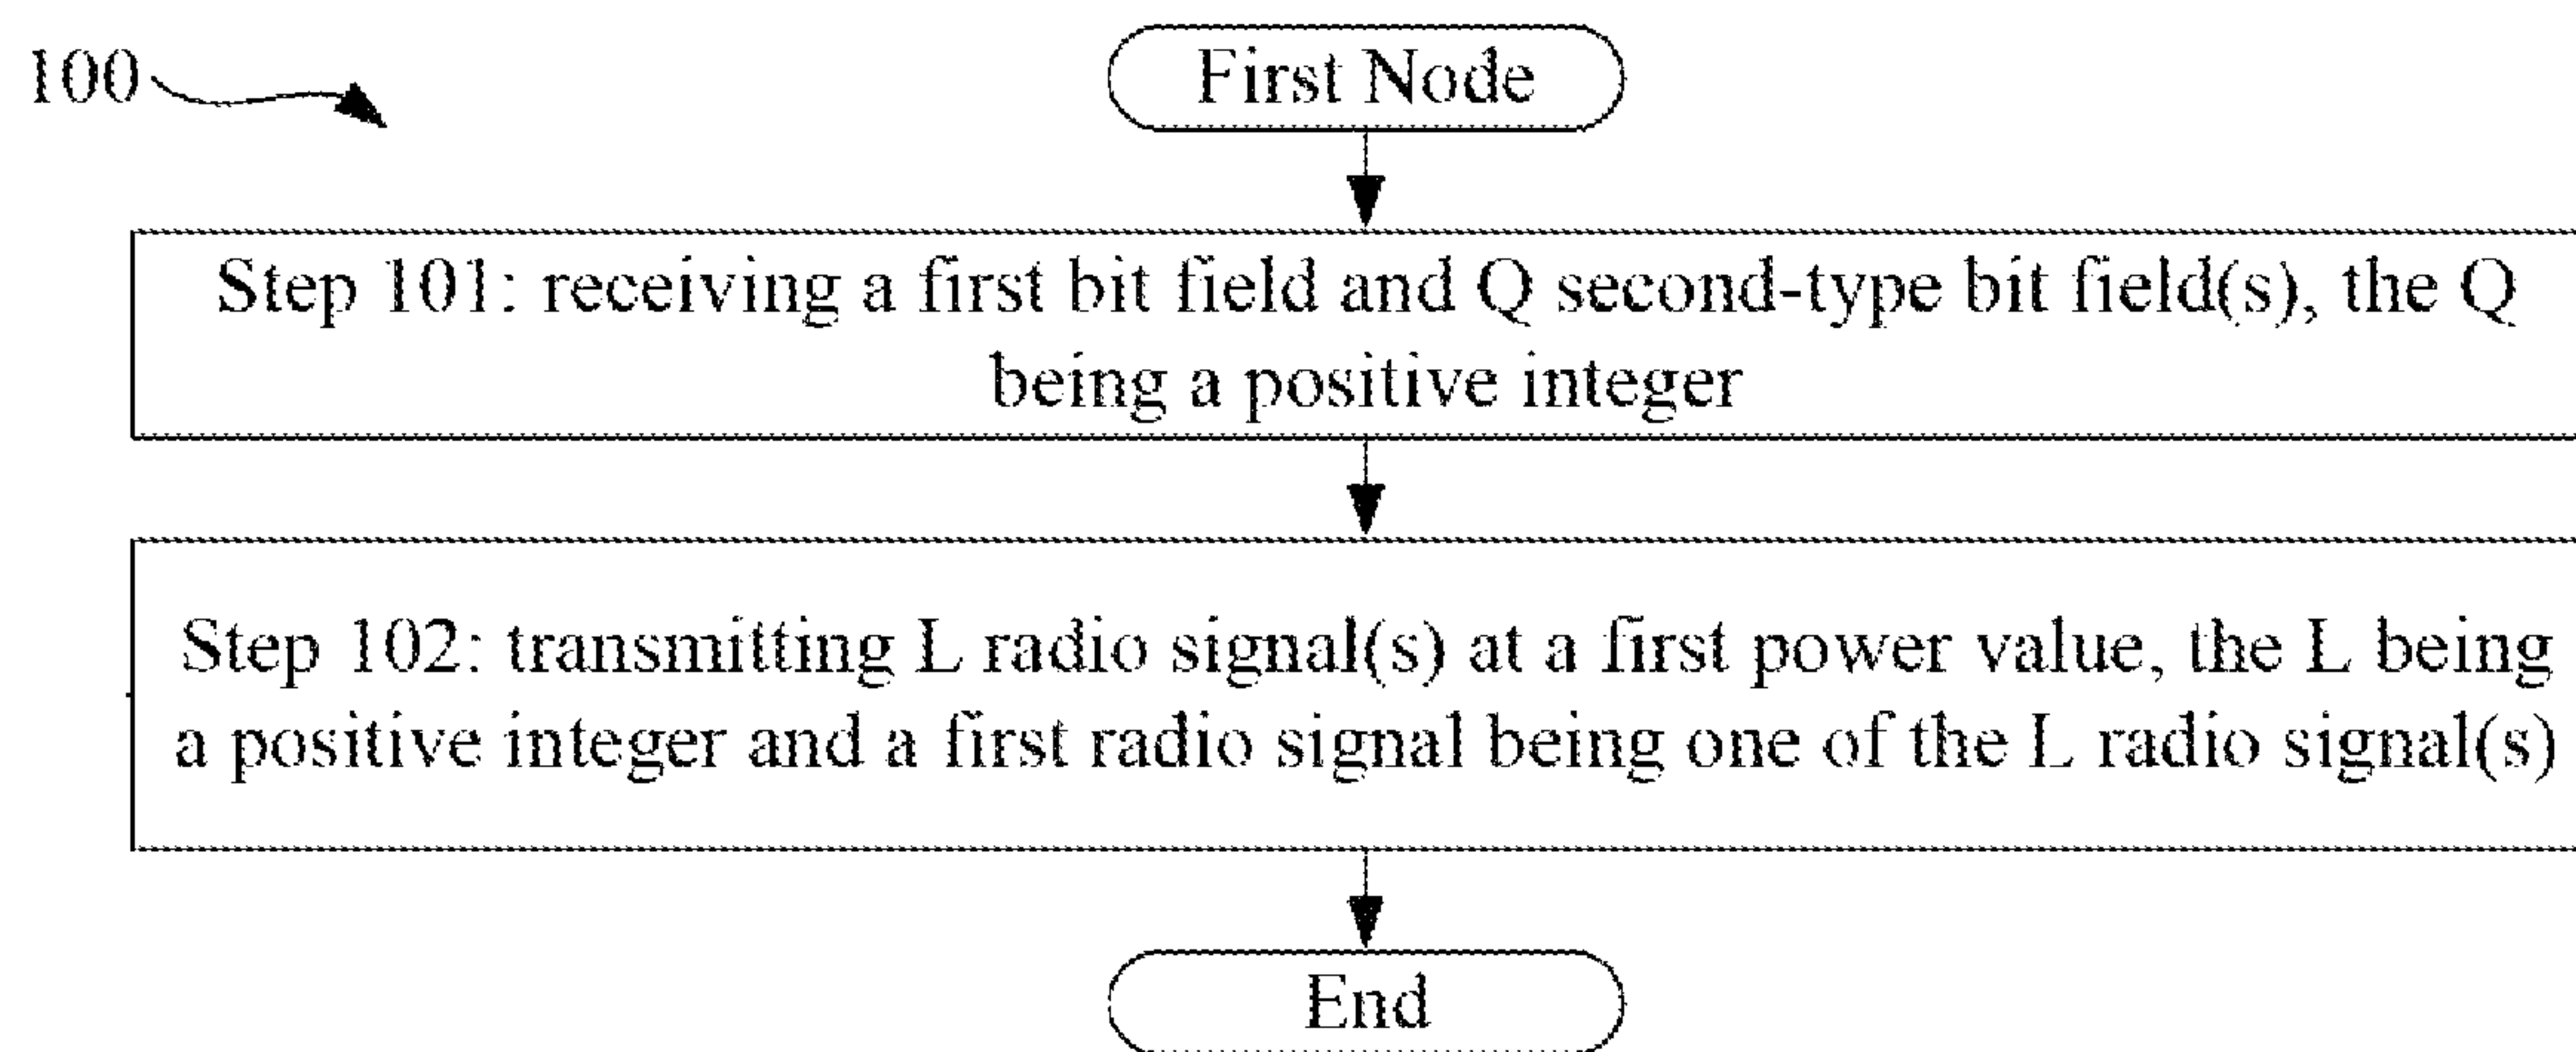 100
First Node
Step 101: receiving a first bit field and Q second-type bit field(s), the Q
being a positive integer
Step 102: transmitting L radio signal(s) at a first power value, the L being
a positive integer and a first radio signal being one of the L radio signal(s)
End